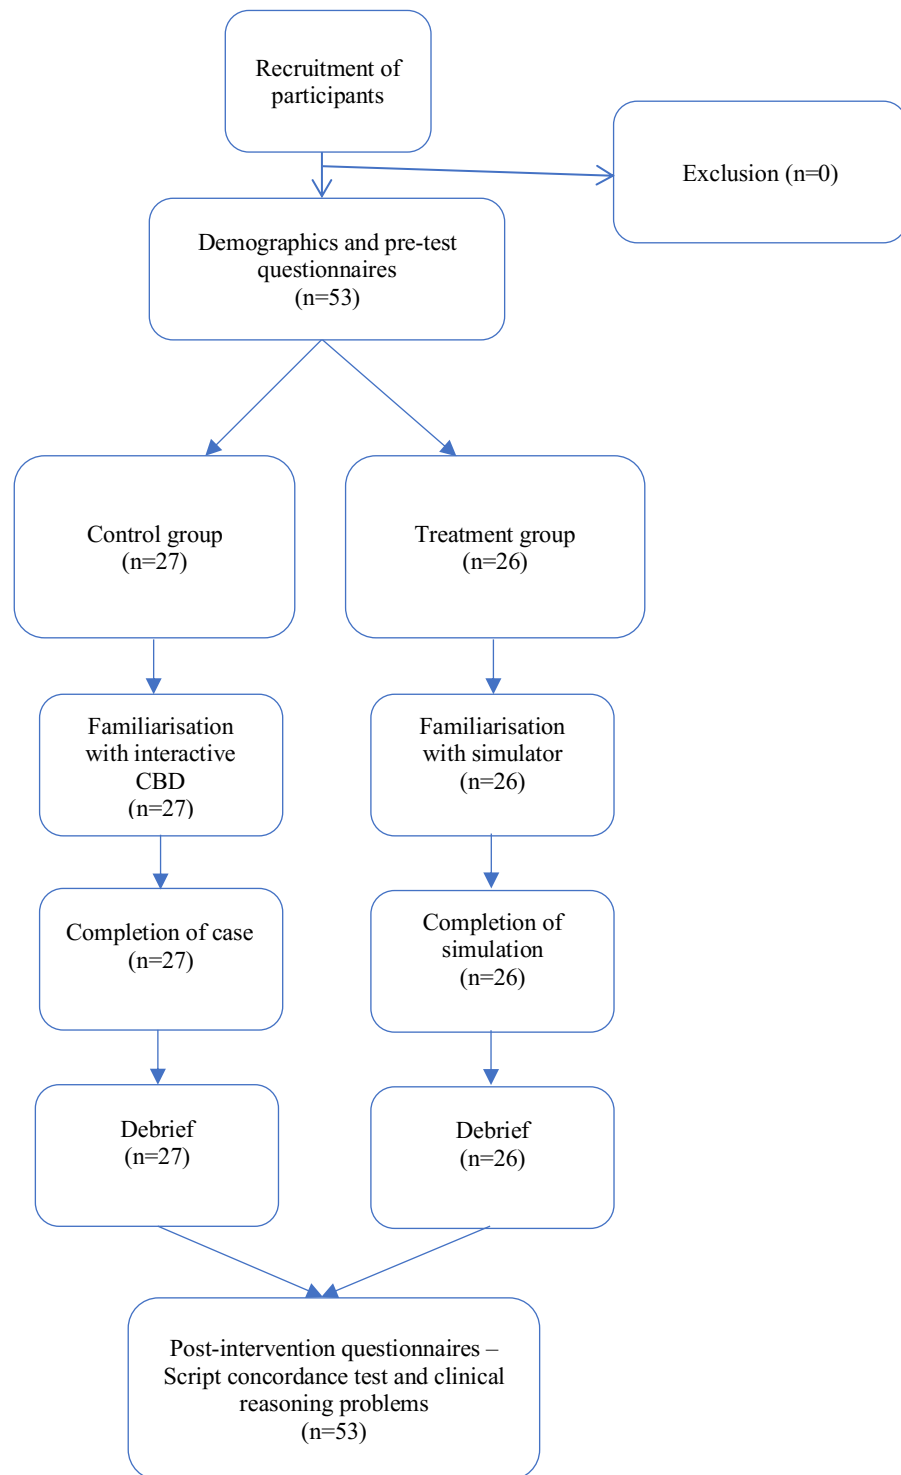 Recruitment of
participants
Exclusion (n=0)
Demographics and pre-test
questionnaires
(n=53)
Control group
(n=27)
Treatment group
(n=26)
Familiarisation
with interactive
CBD
(n=27)
Familiarisation
with simulator
(n=26)
Completion of case
(n=27)
Completion of
simulation
(n=26)
Debrief
(n=27)
Debrief
(n=26)
Post-intervention questionnaires –
Script concordance test and clinical
reasoning problems
(n=53)